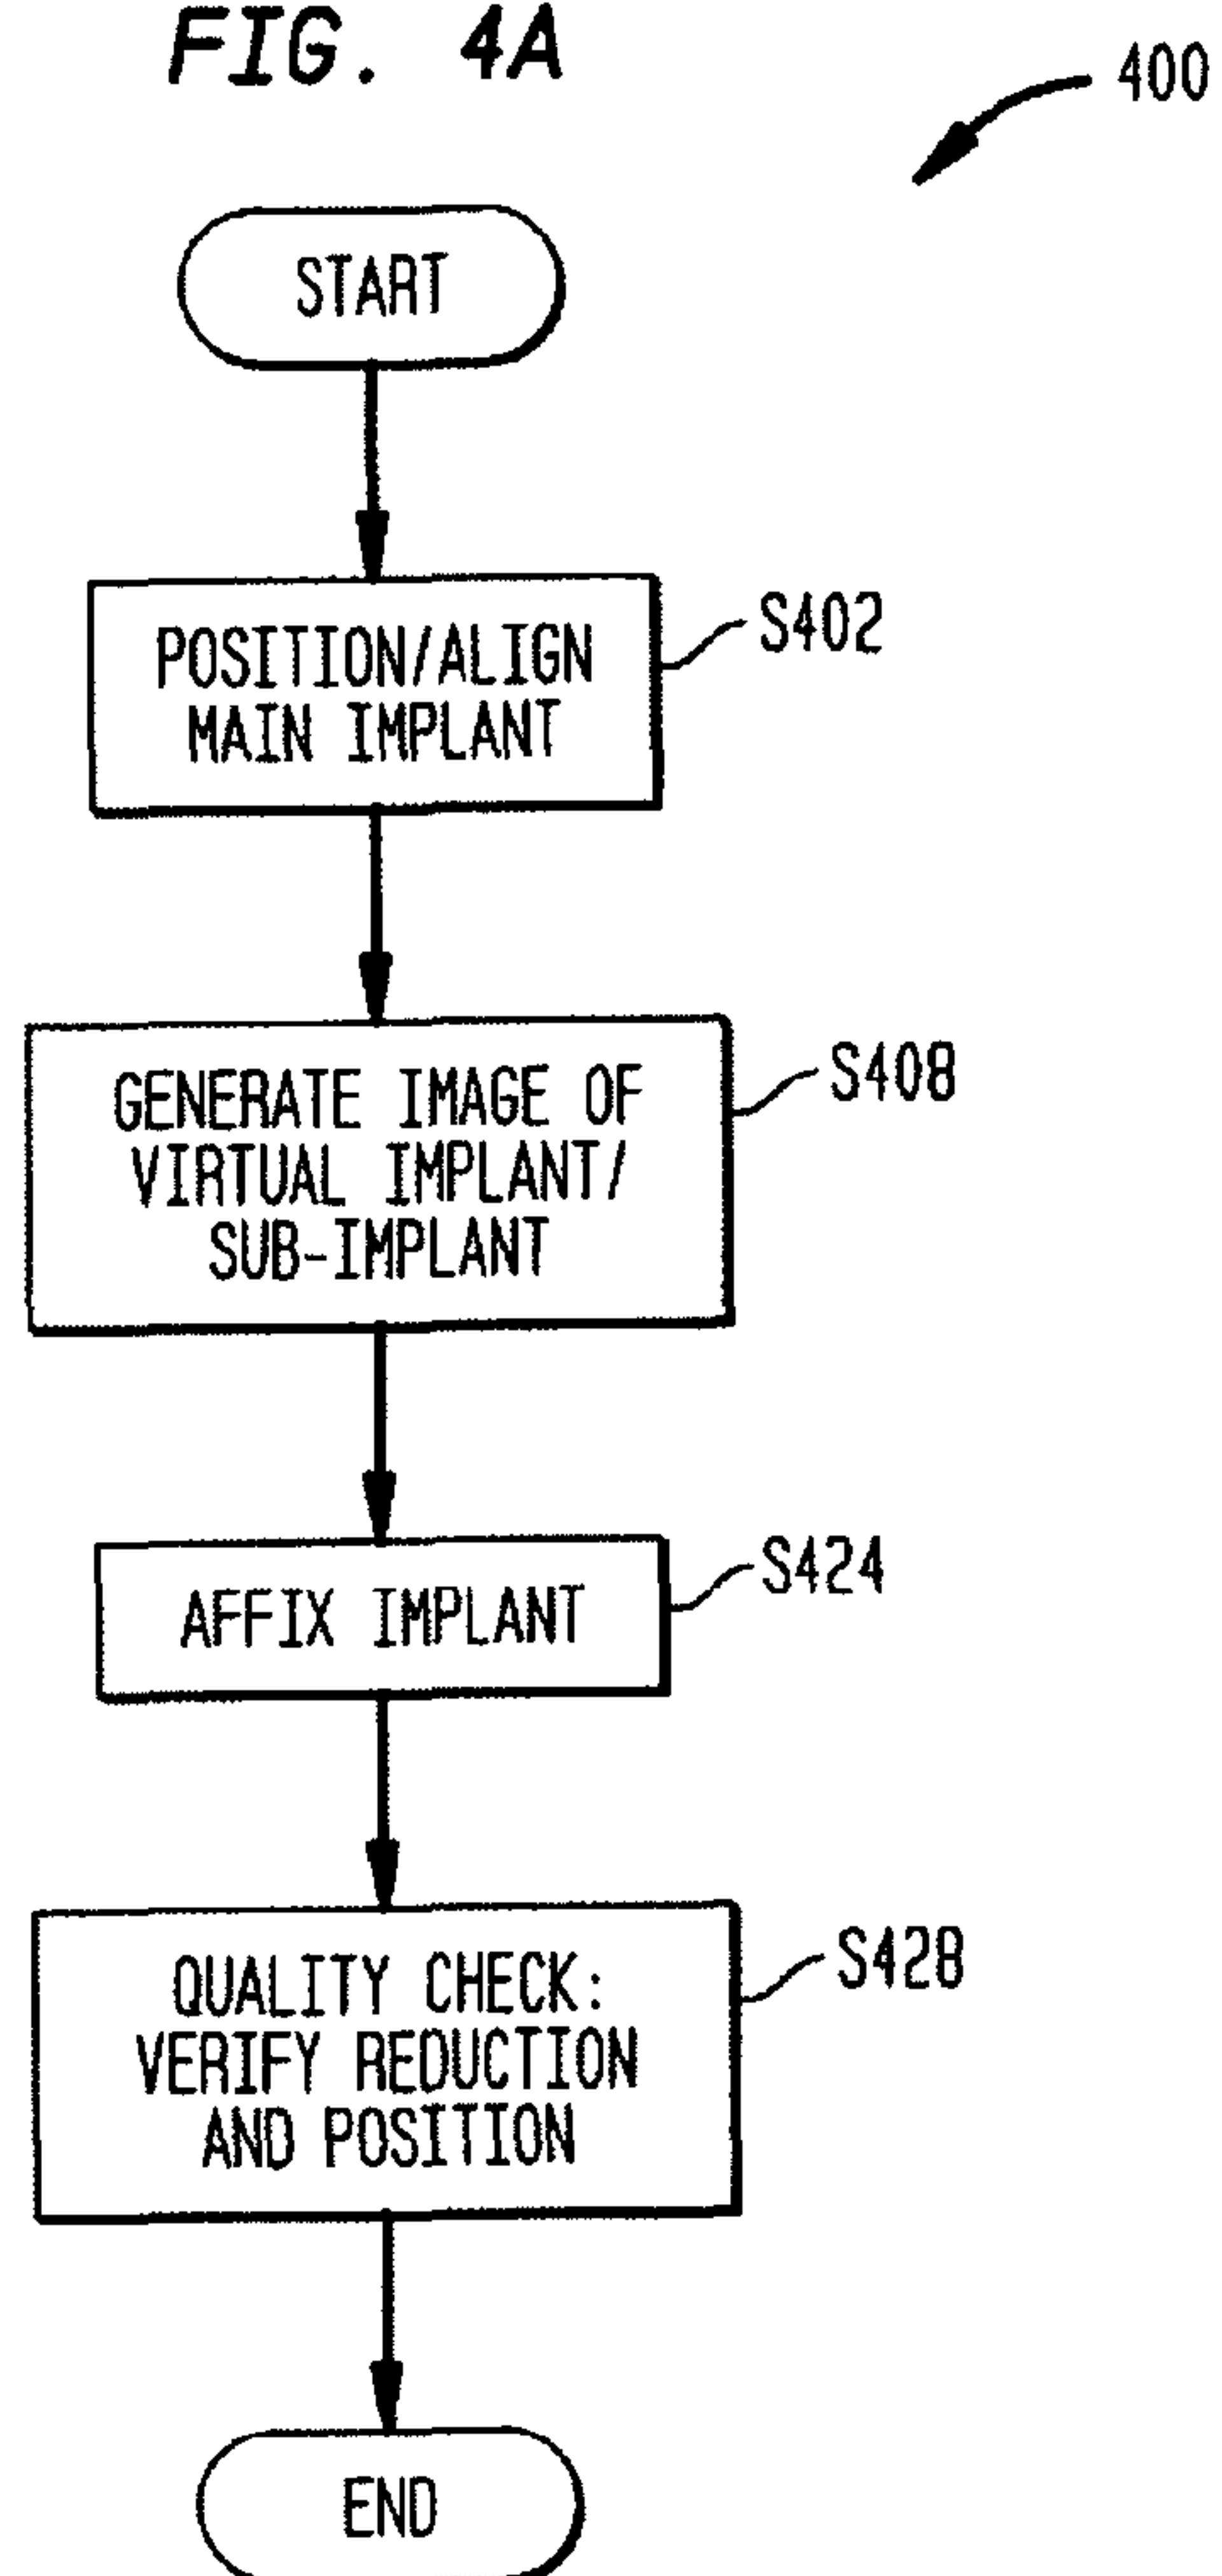 FIG. 4A
400
START
POSITION/ALIGN
MAIN IMPLANT
S402
GENERATE IMAGE OF
VIRTUAL IMPLANT/
SUB-IMPLANT
S408
AFFIX IMPLANT
S424
QUALITY CHECK:
VERIFY REDUCTION
AND POSITION
S428
END